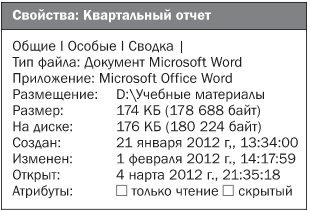 Свойства: Квартальный отчет
Общие | Особые | Сводка |
Тип файла: Документ Microsoft Word
Приложение: Microsoft Office Word
Размещение: D:\Учебные материалы
Размер: 174 КБ (178 688 байт)
На диске: 176 КБ (180 224 байт)
Создан: 21 января 2012 г., 13:34:00
Изменен: 1 февраля 2012 г., 14:17:59
Открыт: 4 марта 2012 г., 21:35:18
Атрибуты: ☐ только чтение ☐ скрытый